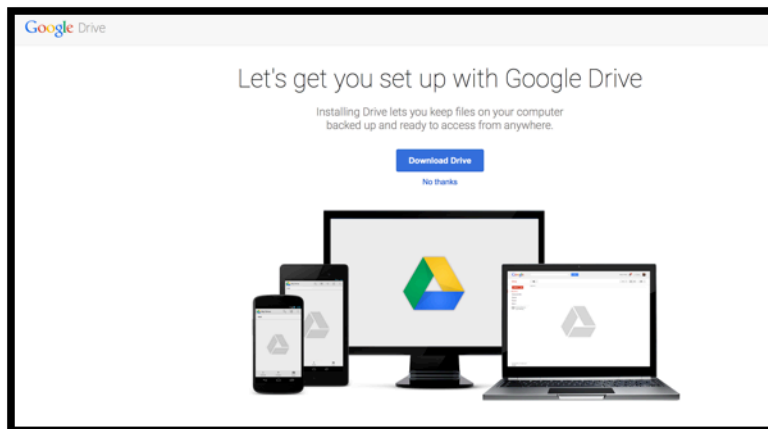 Google Drive
Let's get you set up with Google Drive
Installing Drive lets you keep files on your computer
backed up and ready to access from anywhere.
Download Drive
No thanks